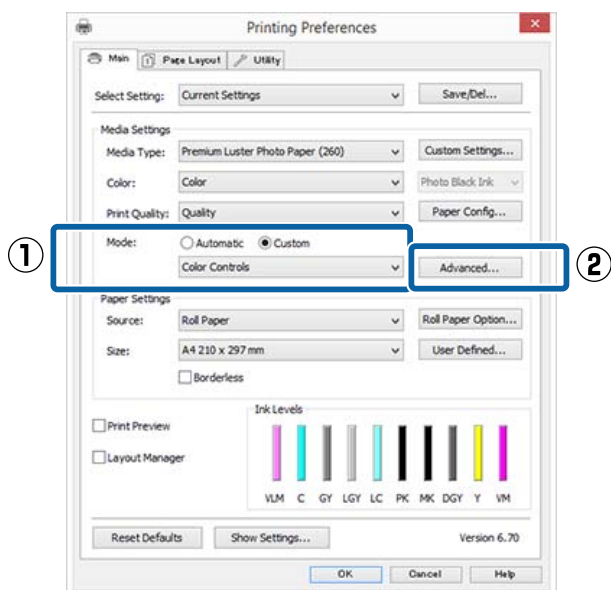 Printing Preferences
Main Page Layout Utility
Select Setting: Current Settings Save/Del...
Media Settings
Media Type: Premium Luster Photo Paper (260) Custom Settings...
Color: Color Photo Black Ink
Print Quality: Quality Paper Config...
① Mode: Automatic Custom
Color Controls Advanced... ②
Paper Settings
Source: Roll Paper Roll Paper Option...
Size: A4 210 x 297 mm User Defined...
Borderless
Print Preview
Layout Manager
Ink Levels
VLM C GY LGY LC PK MK DGY Y VM
Reset Defaults Show Settings... Version 6.70
OK Cancel Help